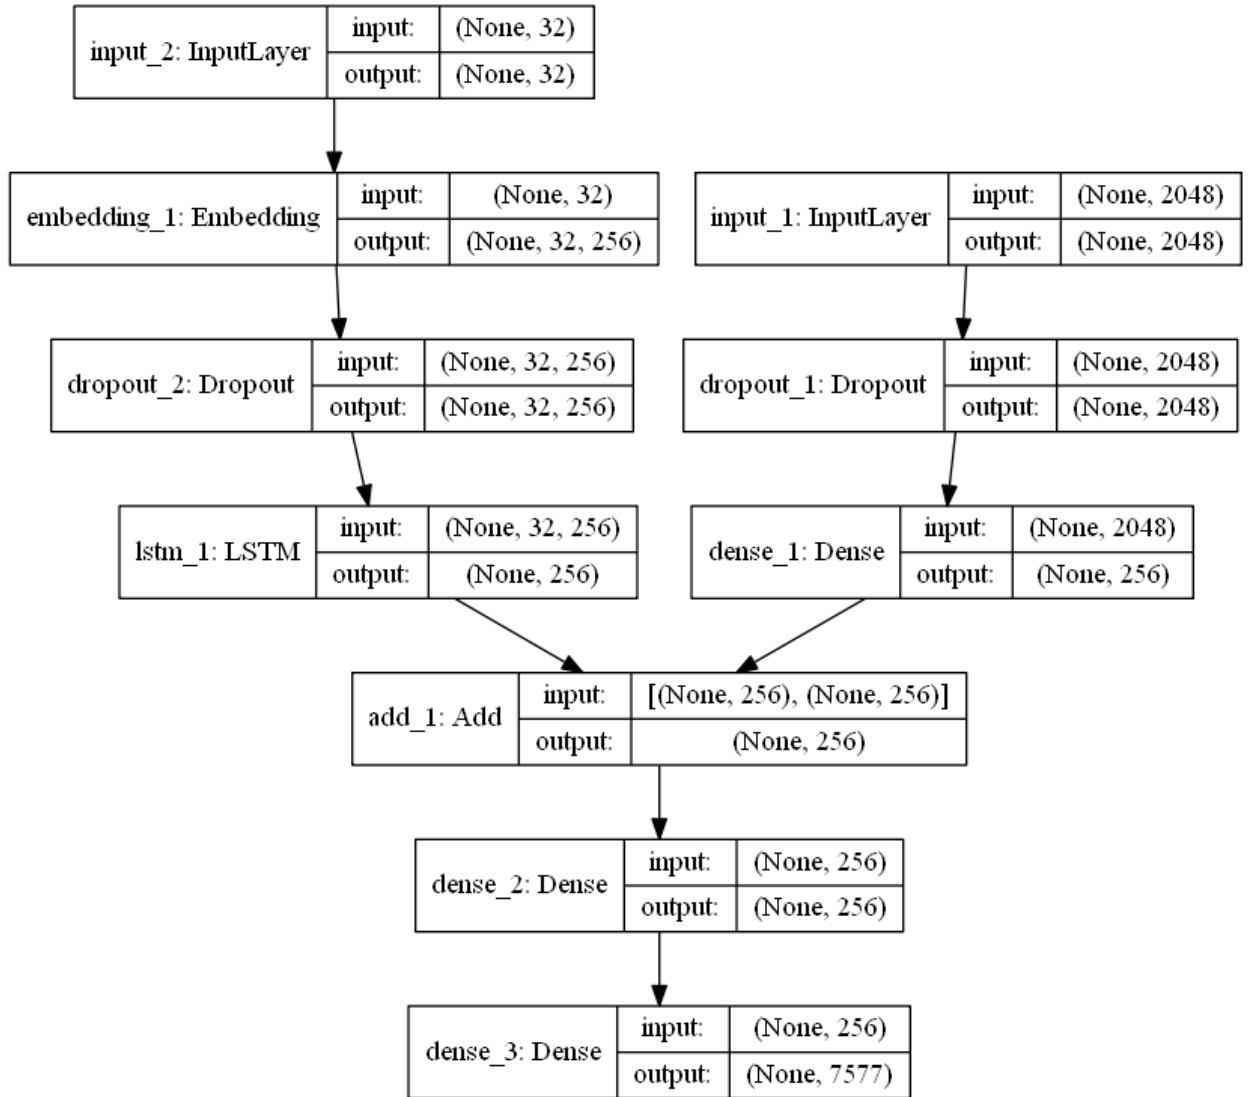 input_2: InputLayer
input: (None, 32)
output: (None, 32)
embedding_1: Embedding
input: (None, 32)
output: (None, 32, 256)
input_1: InputLayer
input: (None, 2048)
output: (None, 2048)
dropout_2: Dropout
input: (None, 32, 256)
output: (None, 32, 256)
dropout_1: Dropout
input: (None, 2048)
output: (None, 2048)
lstm_1: LSTM
input: (None, 32, 256)
output: (None, 256)
dense_1: Dense
input: (None, 2048)
output: (None, 256)
add_1: Add
input: [(None, 256), (None, 256)]
output: (None, 256)
dense_2: Dense
input: (None, 256)
output: (None, 256)
dense_3: Dense
input: (None, 256)
output: (None, 7577)